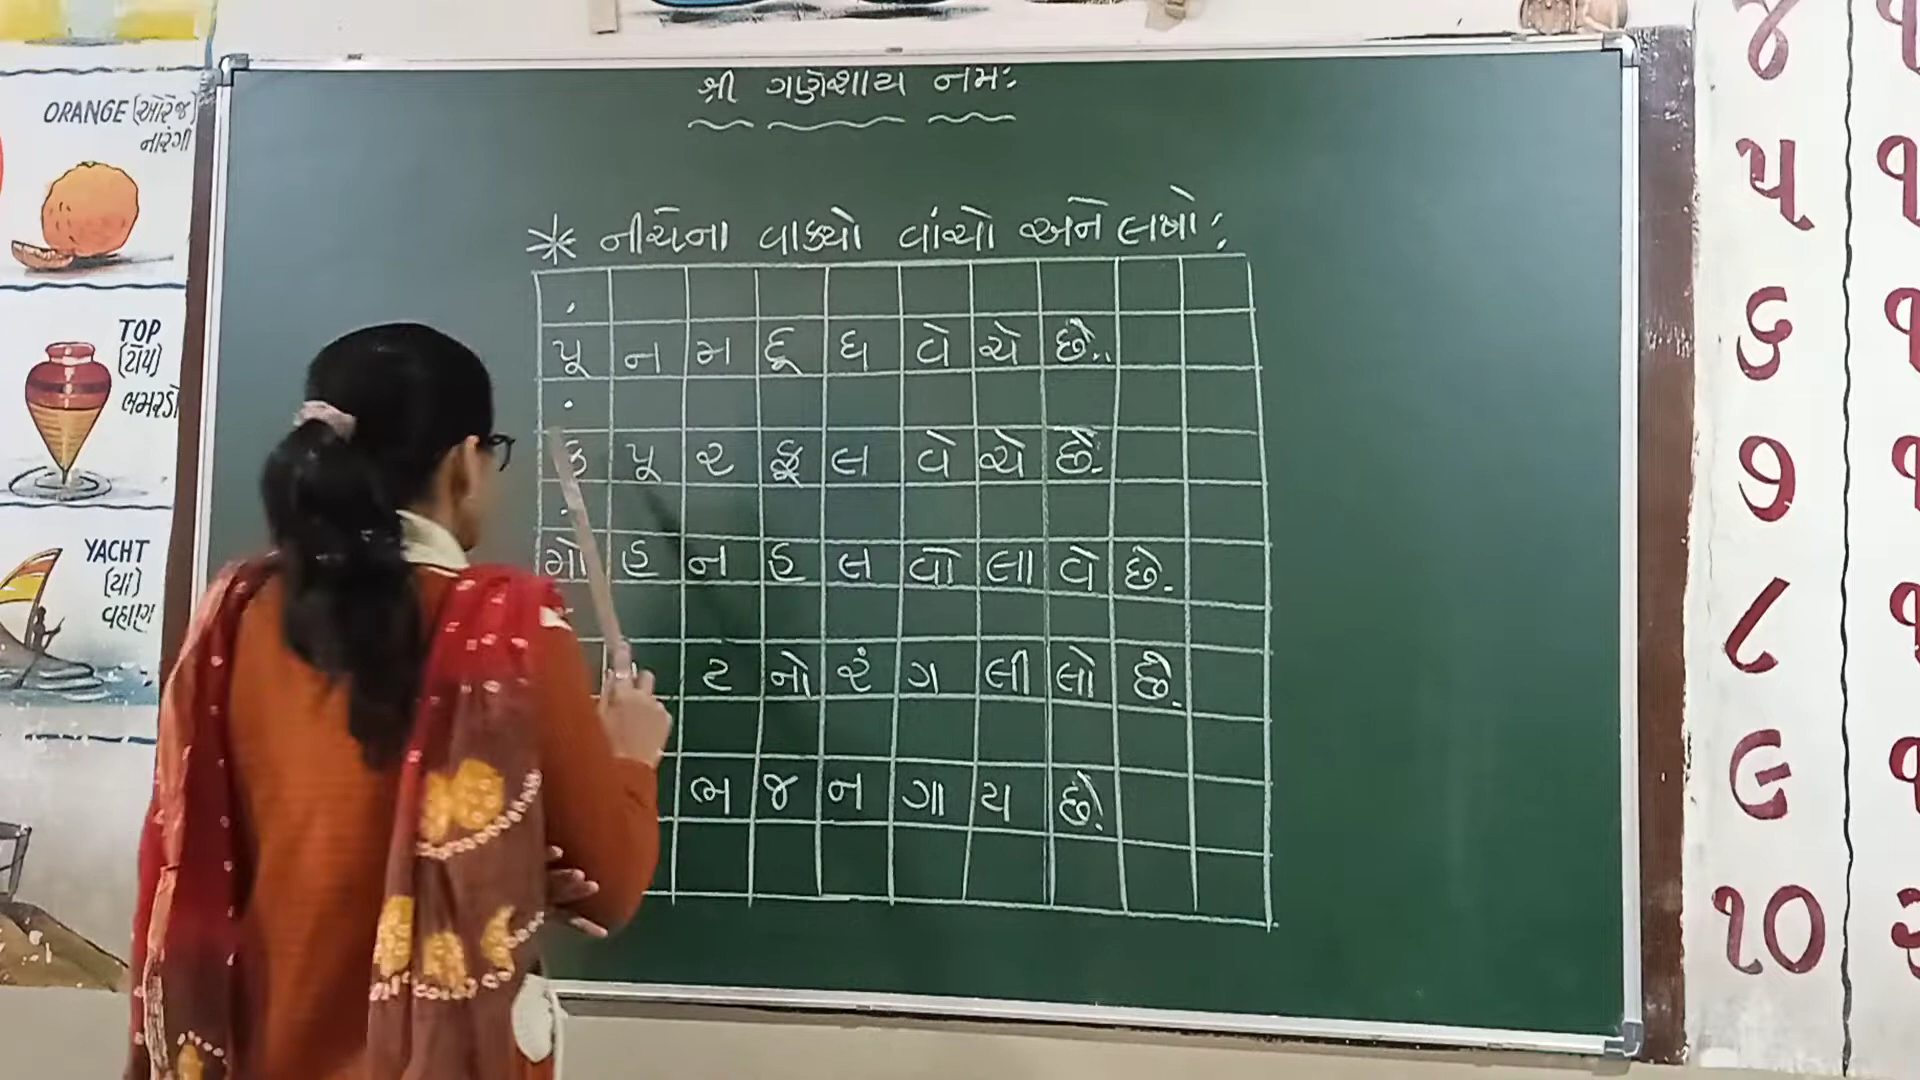 શ્રી ગણેશાય નમઃ
* નીચેના વાક્યો વાંચો અને લખો:
પૂ ન મ દૂ ધ વે ચે છે.
ક પૂ ર ફૂ લ વે ચે છે.
મો હ ન હ લ વો લા વે છે.
ટ નો રં ગ લી લો છે.
ભ જ ન ગા ય છે.
ORANGE (ઓરેંજ)
નારંગી
TOP
(ટોપ)
ભમરડો
YACHT
(યા)
વહાણ
૪
૫
૬
૭
૮
૯
૧૦